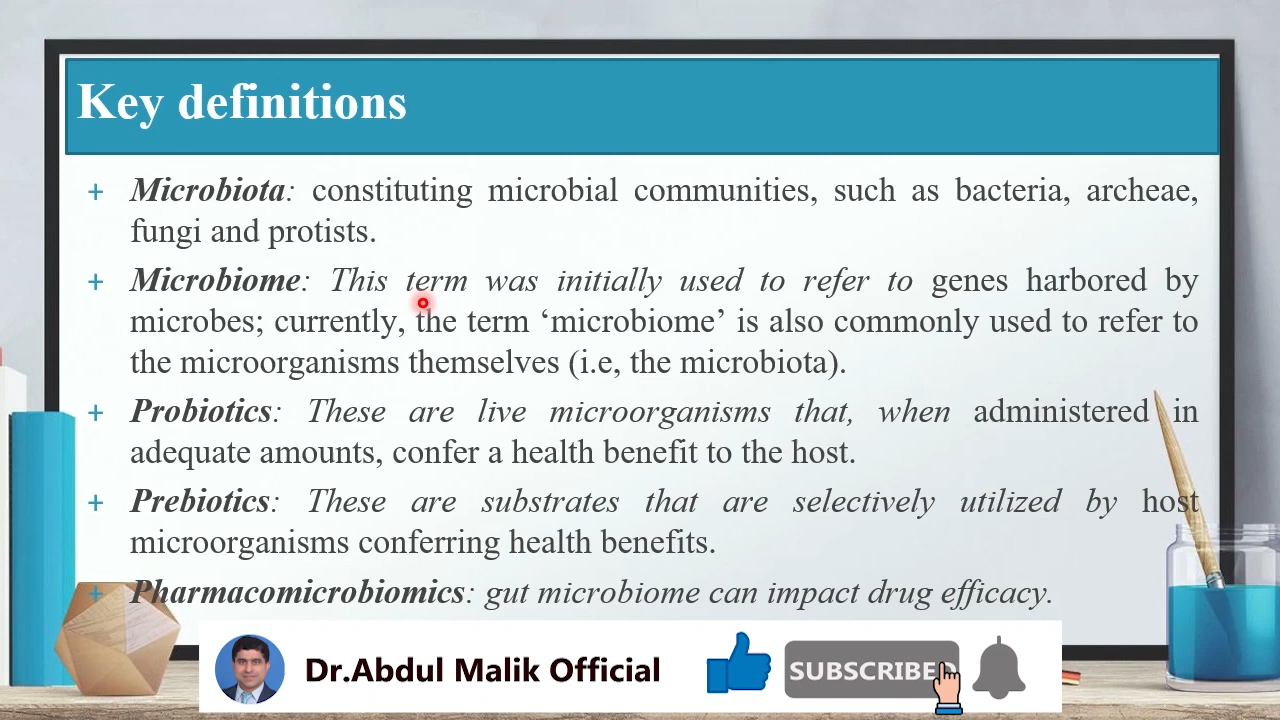 Key definitions
+ Microbiota: constituting microbial communities, such as bacteria, archeae,
fungi and protists.
+ Microbiome: This term was initially used to refer to genes harbored by
microbes; currently, the term ‘microbiome’ is also commonly used to refer to
the microorganisms themselves (i.e, the microbiota).
+ Probiotics: These are live microorganisms that, when administered in
adequate amounts, confer a health benefit to the host.
+ Prebiotics: These are substrates that are selectively utilized by host
microorganisms conferring health benefits.
+ Pharmacomicrobiomics: gut microbiome can impact drug efficacy.
Dr.Abdul Malik Official
SUBSCRIBED